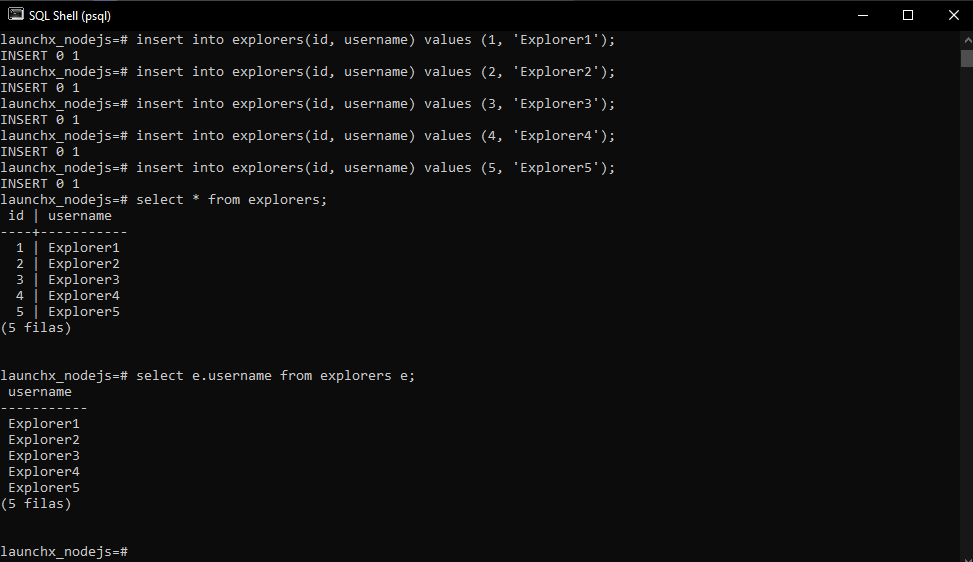 SQL Shell (psql)
launchx_nodejs=# insert into explorers(id, username) values (1, 'Explorer1');
INSERT 0 1
launchx_nodejs=# insert into explorers(id, username) values (2, 'Explorer2');
INSERT 0 1
launchx_nodejs=# insert into explorers(id, username) values (3, 'Explorer3');
INSERT 0 1
launchx_nodejs=# insert into explorers(id, username) values (4, 'Explorer4');
INSERT 0 1
launchx_nodejs=# insert into explorers(id, username) values (5, 'Explorer5');
INSERT 0 1
launchx_nodejs=# select * from explorers;
 id | username
----+-----------
  1 | Explorer1
  2 | Explorer2
  3 | Explorer3
  4 | Explorer4
  5 | Explorer5
(5 filas)
launchx_nodejs=# select e.username from explorers e;
 username
-----------
 Explorer1
 Explorer2
 Explorer3
 Explorer4
 Explorer5
(5 filas)
launchx_nodejs=#